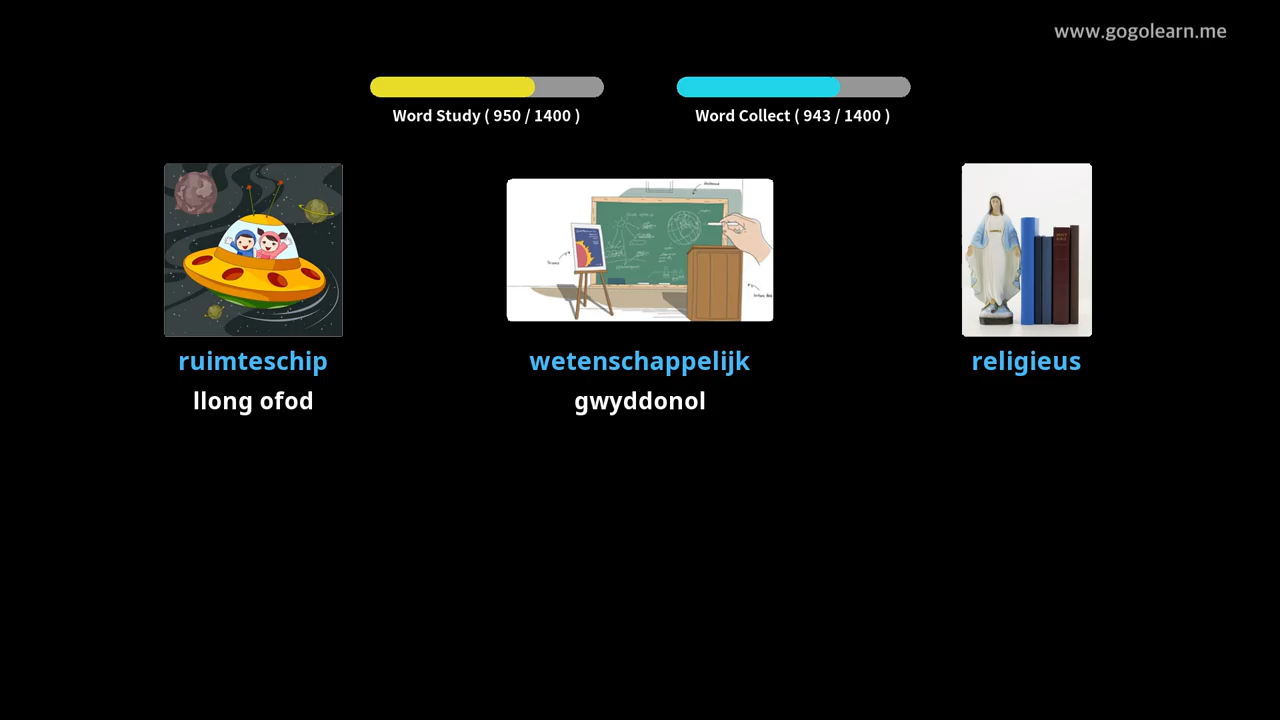 www.gogolearn.me
Word Study ( 950 / 1400 )
Word Collect ( 943 / 1400 )
ruimteschip
wetenschappelijk
religieus
llong ofod
gwyddonol